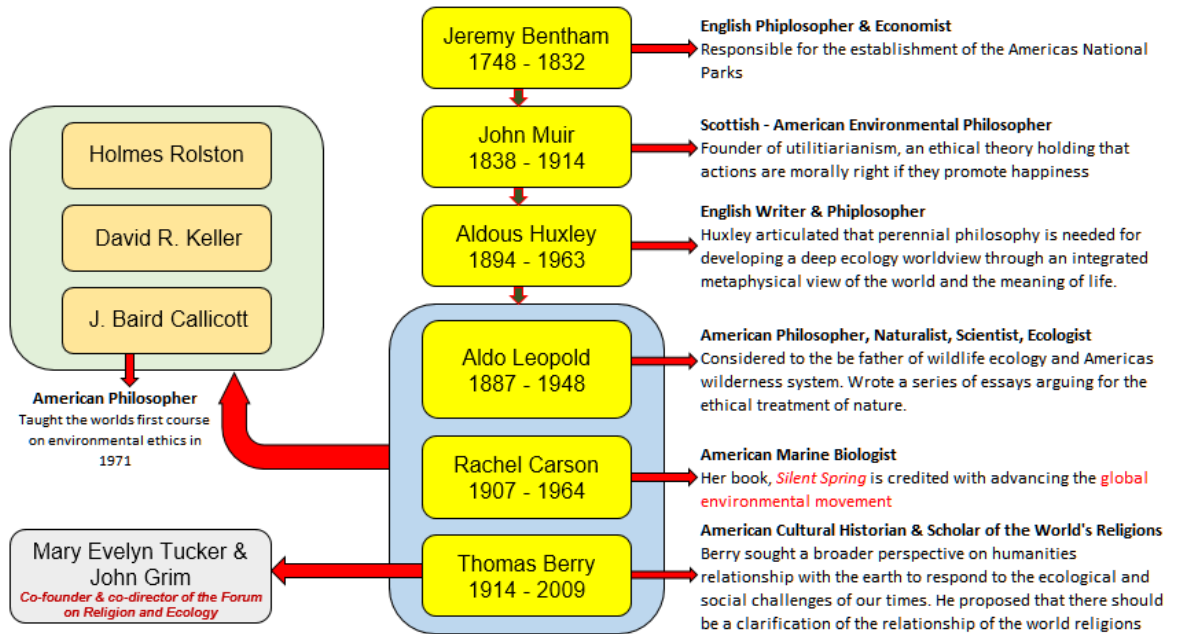 Jeremy Bentham
1748 - 1832
English Phiplosopher & Economist
Responsible for the establishment of the Americas National
Parks
John Muir
1838 - 1914
Scottish - American Environmental Philosopher
Founder of utilitiarianism, an ethical theory holding that
actions are morally right if they promote happiness
Aldous Huxley
1894 - 1963
English Writer & Phiplosopher
Huxley articulated that perennial philosophy is needed for
developing a deep ecology worldview through an integrated
metaphysical view of the world and the meaning of life.
Aldo Leopold
1887 - 1948
American Philosopher, Naturalist, Scientist, Ecologist
Considered to the be father of wildlife ecology and Americas
wilderness system. Wrote a series of essays arguing for the
ethical treatment of nature.
Rachel Carson
1907 - 1964
American Marine Biologist
Her book, Silent Spring is credited with advancing the global
environmental movement
Thomas Berry
1914 - 2009
American Cultural Historian & Scholar of the World's Religions
Berry sought a broader perspective on humanities
relationship with the earth to respond to the ecological and
social challenges of our times. He proposed that there should
be a clarification of the relationship of the world religions
Holmes Rolston
David R. Keller
J. Baird Callicott
American Philosopher
Taught the worlds first course
on environmental ethics in
1971
Mary Evelyn Tucker &
John Grim
Co-founder & co-director of the Forum
on Religion and Ecology